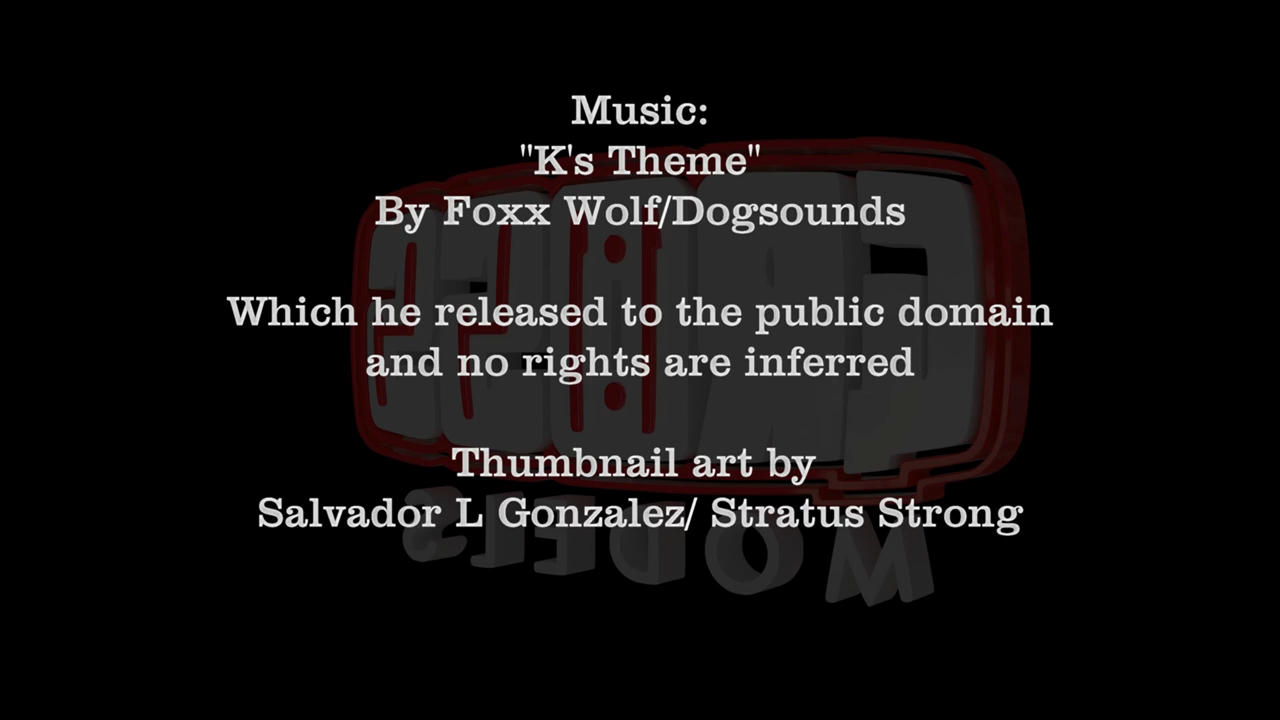 Music:
"K's Theme"
By Foxx Wolf/Dogsounds
Which he released to the public domain
and no rights are inferred
Thumbnail art by
Salvador L Gonzalez/ Stratus Strong